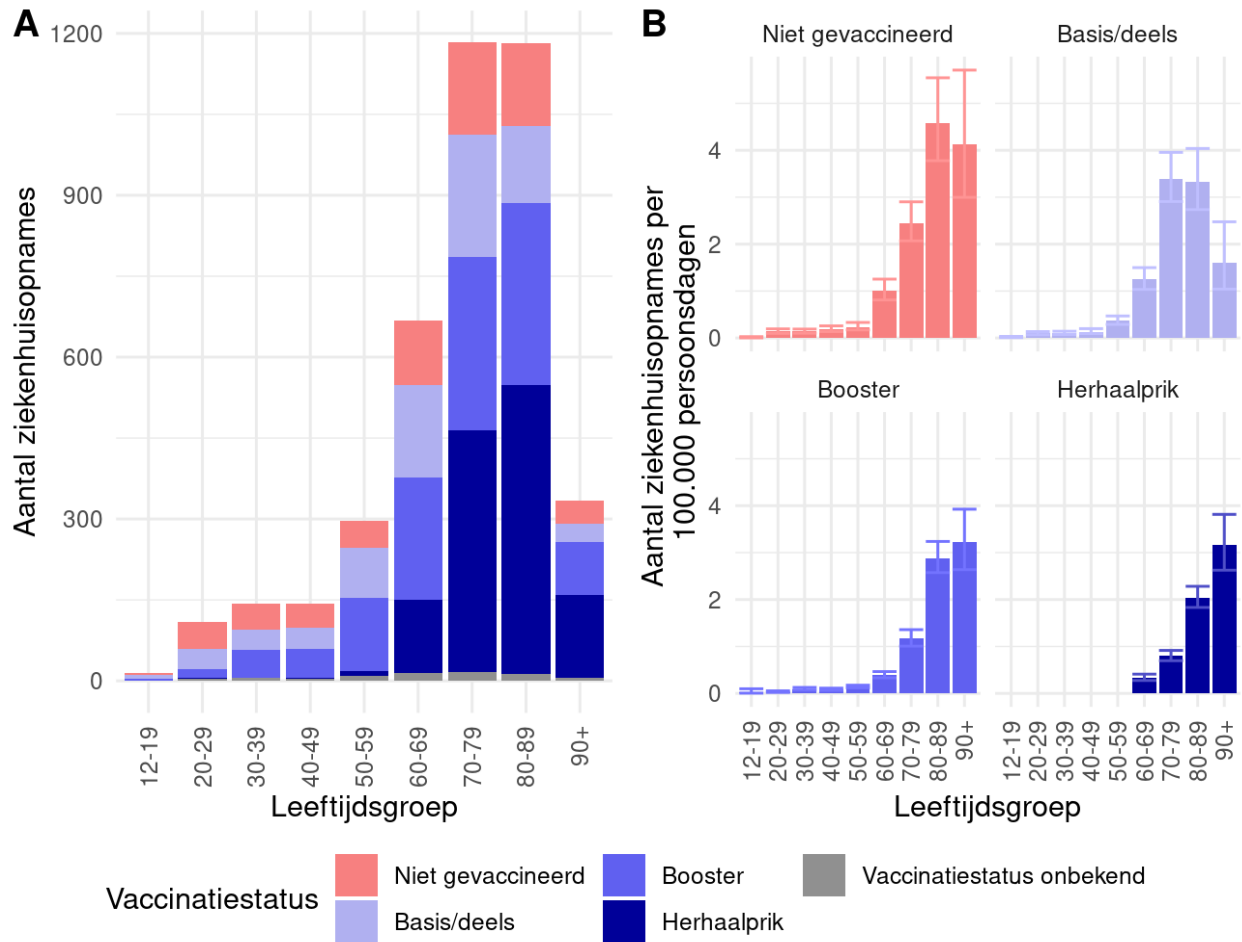 A
Aantal ziekenhuisopnames
1200
900
600
300
0
12-19
20-29
30-39
40-49
50-59
60-69
70-79
80-89
90+
Leeftijdsgroep
B
Aantal ziekenhuisopnames per
100.000 persoonsdagen
Niet gevaccineerd
Basis/deels
4
2
0
Booster
Herhaalprik
4
2
0
12-19
20-29
30-39
40-49
50-59
60-69
70-79
80-89
90+
12-19
20-29
30-39
40-49
50-59
60-69
70-79
80-89
90+
Leeftijdsgroep
Vaccinatiestatus
Niet gevaccineerd
Basis/deels
Booster
Herhaalprik
Vaccinatiestatus onbekend